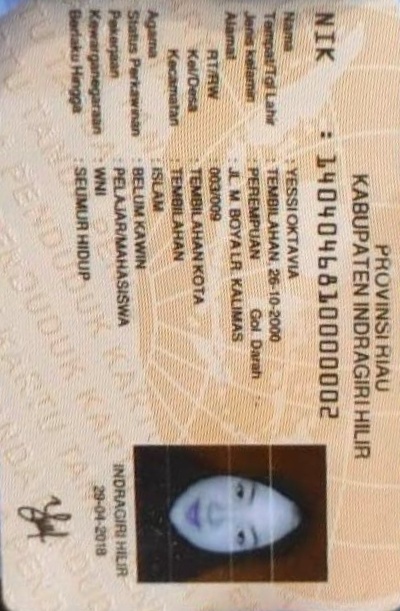 PROVINSI RIAU
KABUPATEN INDRAGIRI HILIR
NIK :
Nama : YESSI OKTAVIA
Tempat/Tgl Lahir : TEMBILAHAN, 26-10-2000
Jenis kelamin : PEREMPUAN Gol. Darah : -
Alamat : JL. M BOYA LR. KALIMAS
RT/RW : 003/009
Kel/Desa : TEMBILAHAN KOTA
Kecamatan : TEMBILAHAN
Agama : ISLAM
Status Perkawinan : BELUM KAWIN
Pekerjaan : PELAJAR/MAHASISWA
Kewarganegaraan : WNI
Berlaku Hingga : SEUMUR HIDUP
INDRAGIRI HILIR
29-04-2018